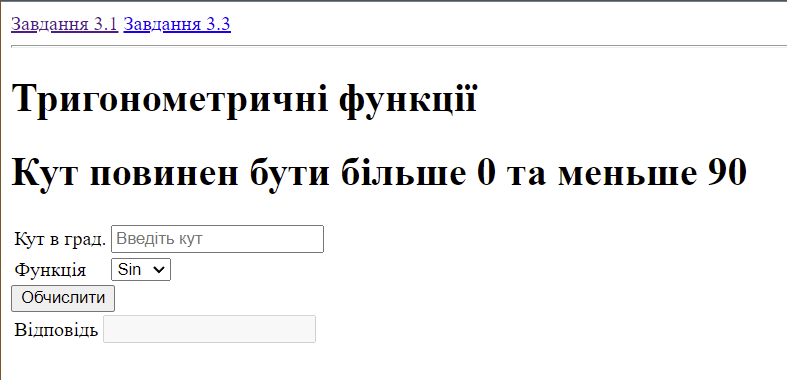 Завдання 3.1 Завдання 3.3
Тригонометричні функції
Кут повинен бути більше 0 та меньше 90
Кут в град. Введіть кут
Функція Sin
Обчислити
Відповідь